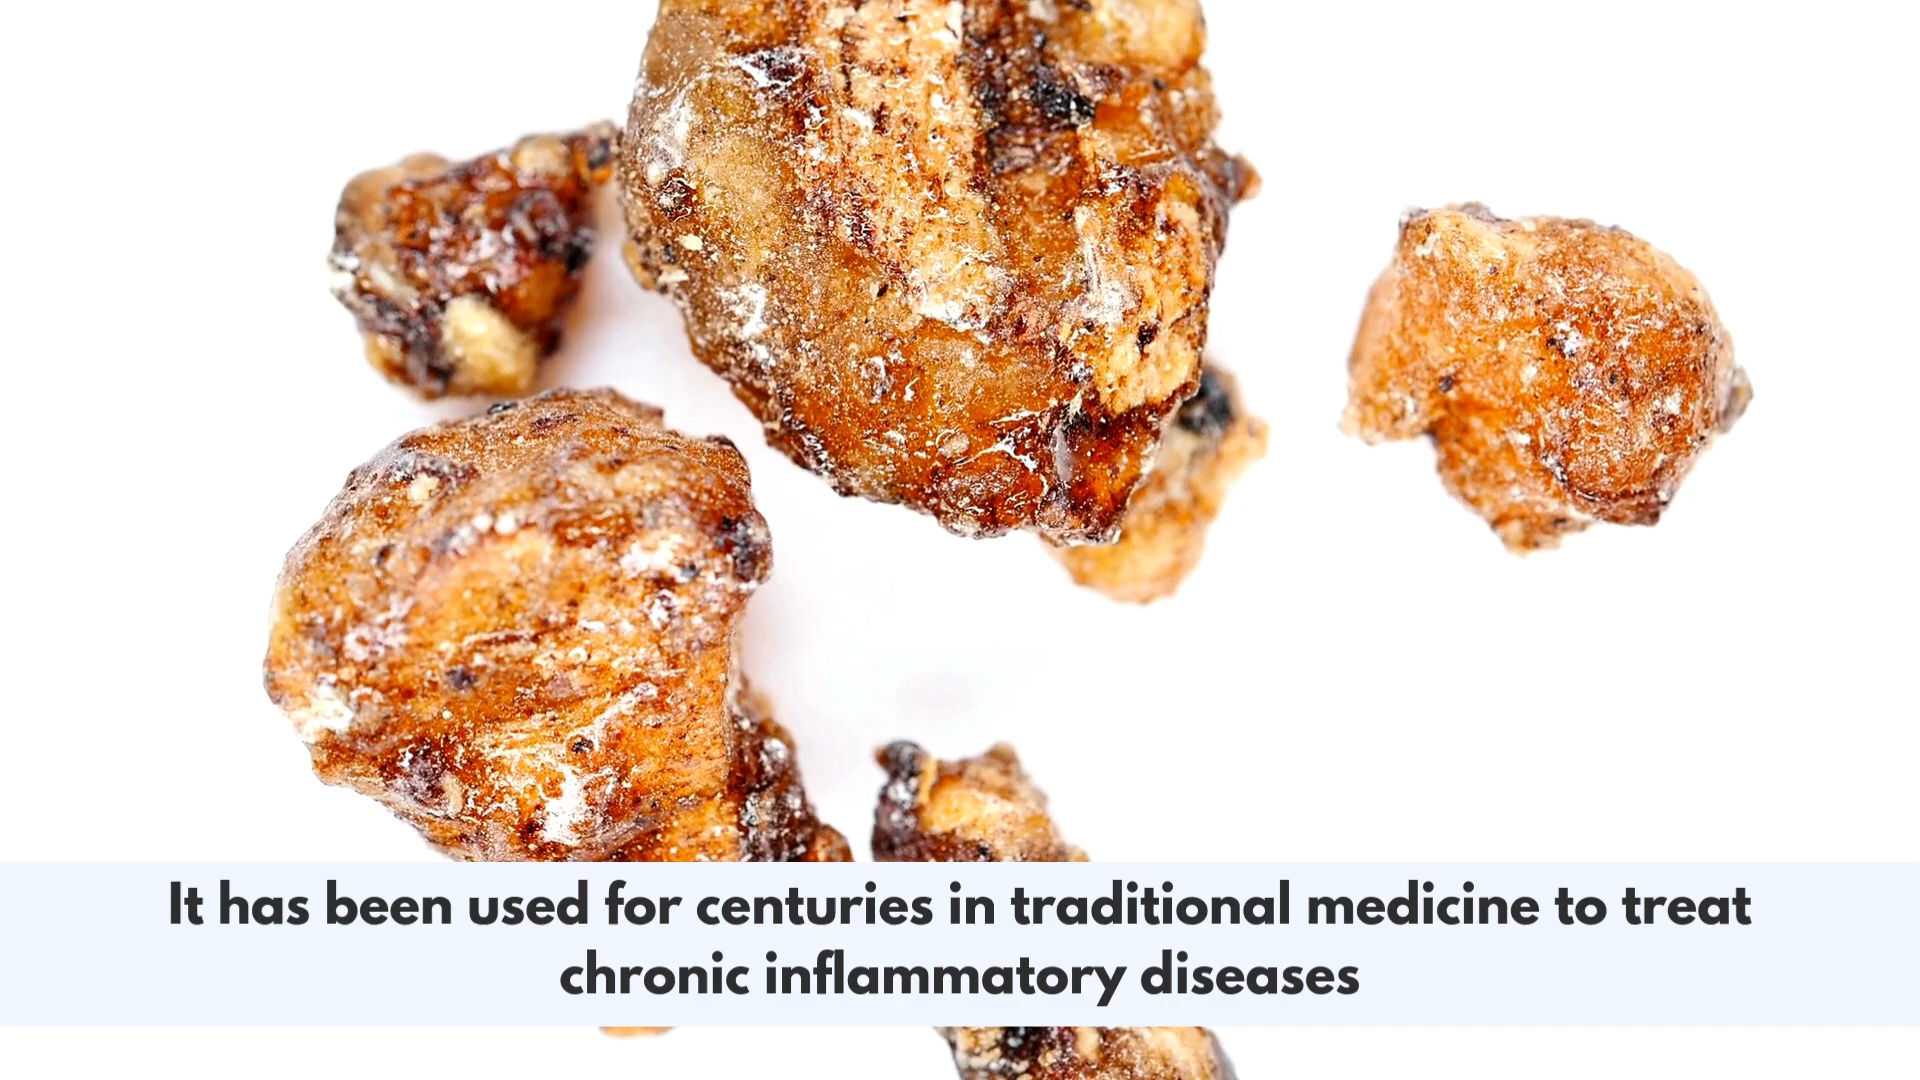 It has been used for centuries in traditional medicine to treat
chronic inflammatory diseases